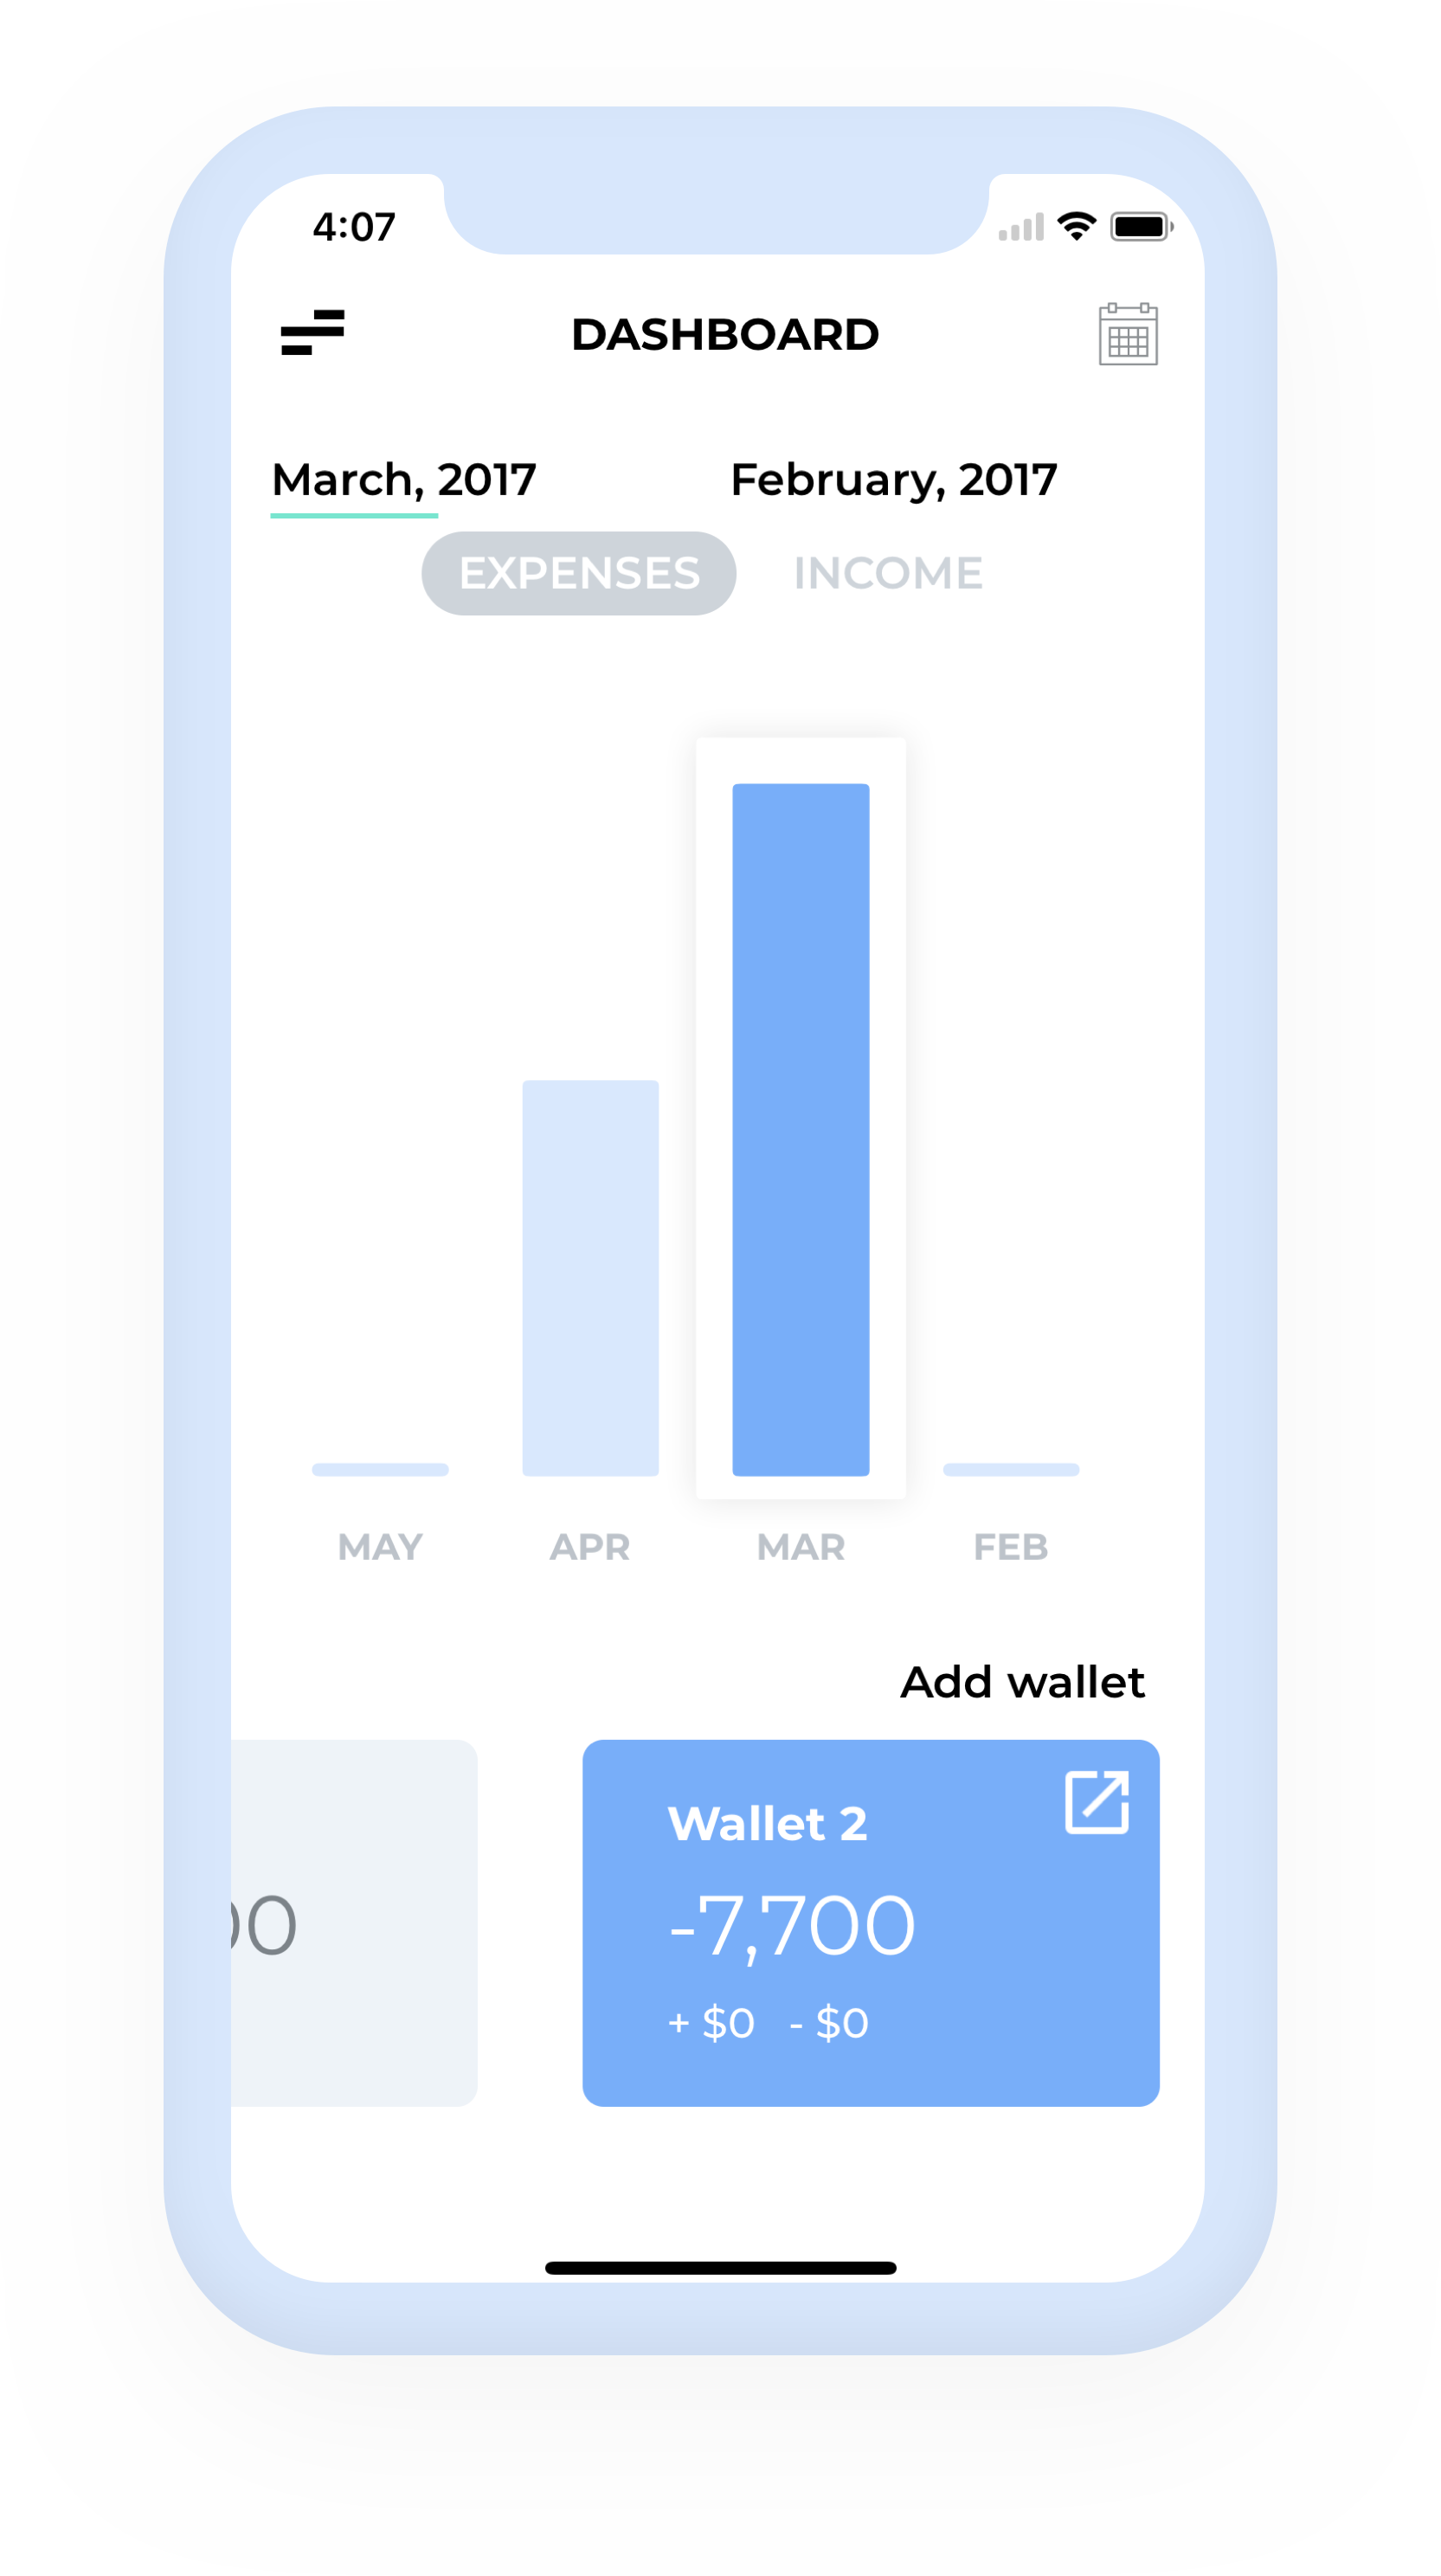 4:07
DASHBOARD
March, 2017 February, 2017
EXPENSES INCOME
MAY APR MAR FEB
Add wallet
Wallet 2
-7,700
+ $0 - $0